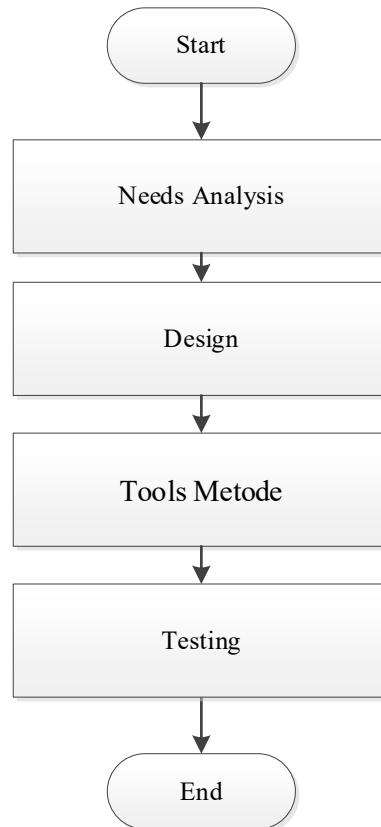 Start
Needs Analysis
Design
Tools Metode
Testing
End